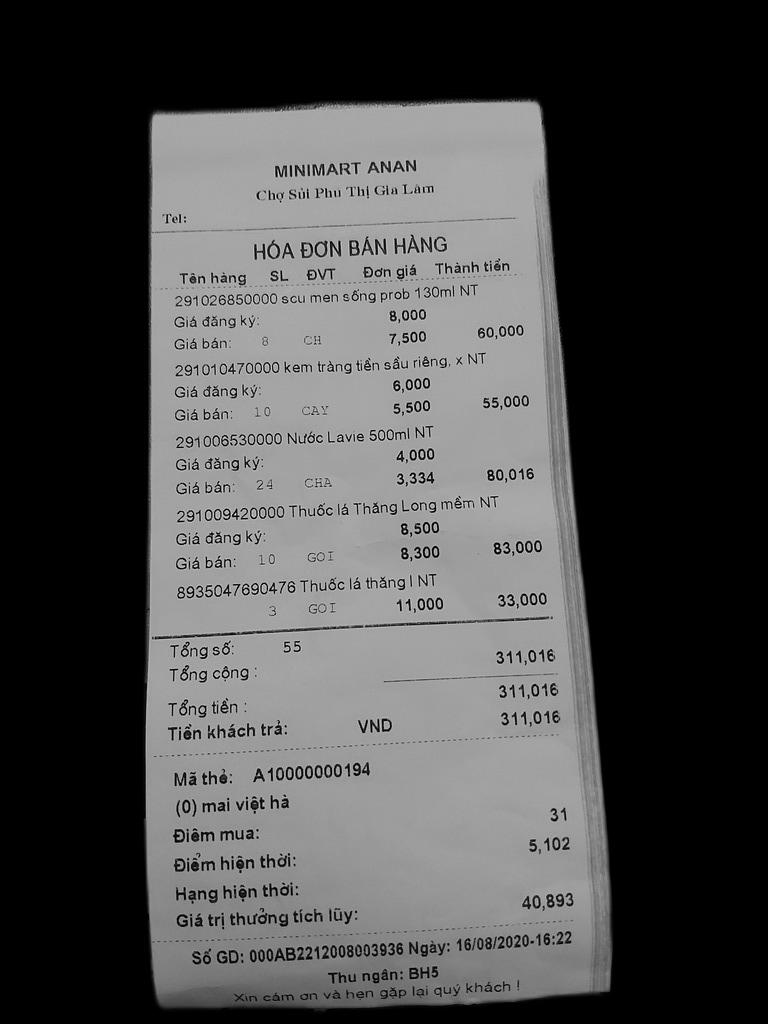 MINIMART ANAN
Chợ Sủi Phu Thị Gia Lâm
Tel:
HÓA ĐƠN BÁN HÀNG
Tên hàng SL ĐVT Đơn giá Thành tiền
291026850000 scu men sống prob 130ml NT
Giá đăng ký: 8,000
Giá bán: 8 CH 7,500 60,000
291010470000 kem tràng tiền sầu riêng, x NT
Giá đăng ký: 6,000
Giá bán: 10 CAY 5,500 55,000
291006530000 Nước Lavie 500ml NT
Giá đăng ký: 4,000
Giá bán: 24 CHA 3,334 80,016
291009420000 Thuốc lá Thăng Long mềm NT
Giá đăng ký: 8,500
Giá bán: 10 GOI 8,300 83,000
8935047690476 Thuốc lá thăng l NT
3 GOI 11,000 33,000
Tổng số: 55
Tổng cộng : 311,016
Tổng tiền : 311,016
Tiền khách trả: VND 311,016
Mã thẻ: A10000000194
(0) mai việt hà
Điêm mua: 31
Điểm hiện thời: 5,102
Hạng hiện thời:
Giá trị thưởng tích lũy: 40,893
Số GD: 000AB2212008003936 Ngày: 16/08/2020-16:22
Thu ngân: BH5
Xin cám ơn và hẹn gặp lại quý khách !